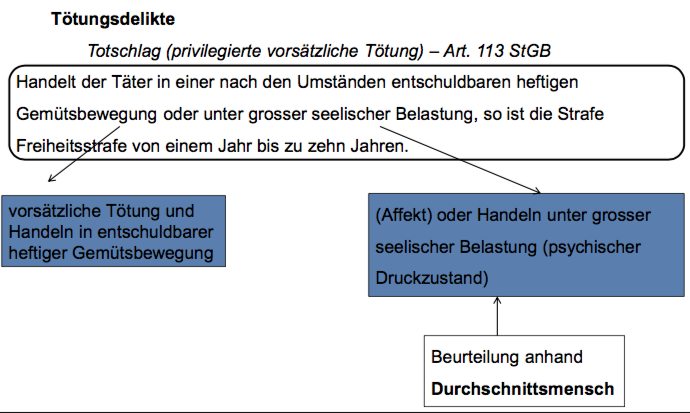 Tötungsdelikte
Totschlag (privilegierte vorsätzliche Tötung) – Art. 113 StGB
Handelt der Täter in einer nach den Umständen entschuldbaren heftigen
Gemütsbewegung oder unter grosser seelischer Belastung, so ist die Strafe
Freiheitsstrafe von einem Jahr bis zu zehn Jahren.
vorsätzliche Tötung und
Handeln in entschuldbarer
heftiger Gemütsbewegung
(Affekt) oder Handeln unter grosser
seelischer Belastung (psychischer
Druckzustand)
Beurteilung anhand
Durchschnittsmensch